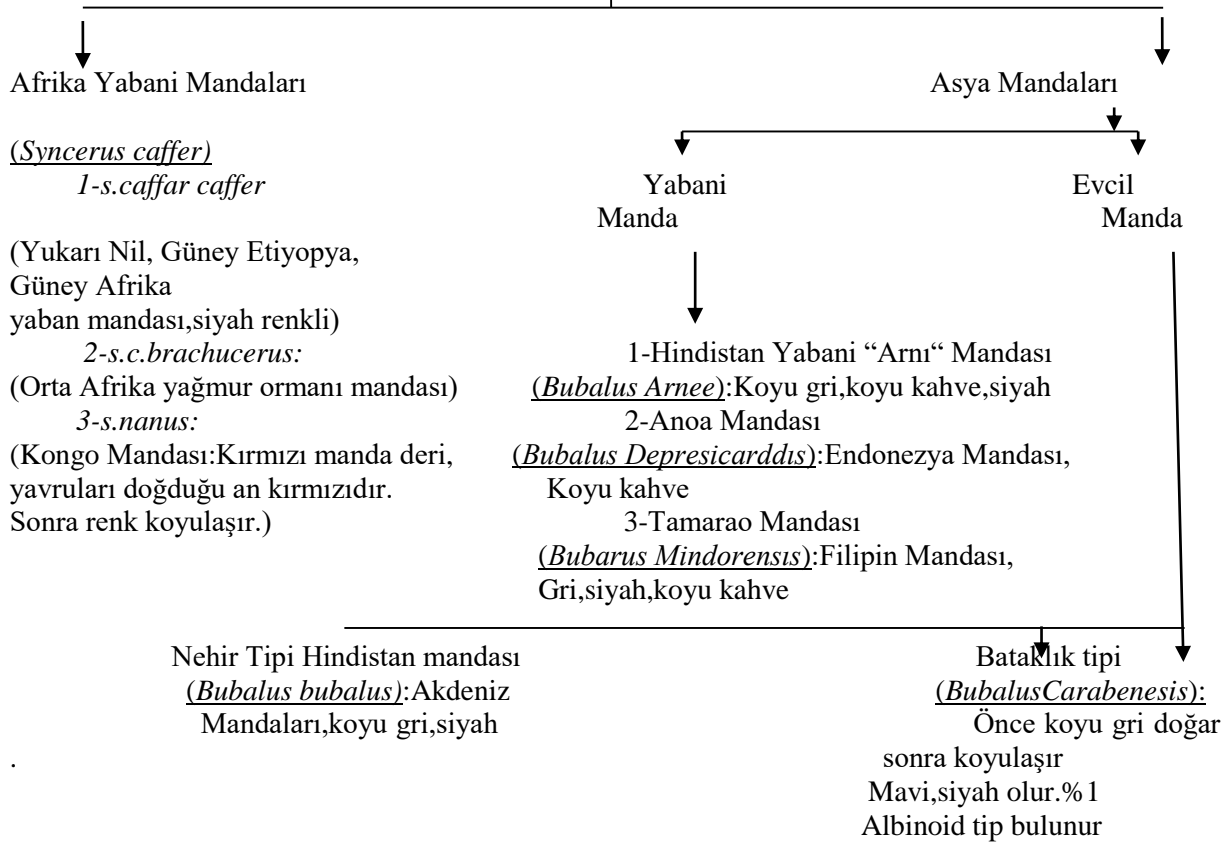 Afrika Yabani Mandaları
(Syncerus caffer)
1-s.caffar caffer
(Yukarı Nil, Güney Etiyopya,
Güney Afrika
yaban mandası,siyah renkli)
2-s.c.brachucerus:
(Orta Afrika yağmur ormanı mandası)
3-s.nanus:
(Kongo Mandası:Kırmızı manda deri,
yavruları doğduğu an kırmızıdır.
Sonra renk koyulaşır.)
Asya Mandaları
Yabani
Manda
Evcil
Manda
1-Hindistan Yabani “Arnı“ Mandası
(Bubalus Arnee):Koyu gri,koyu kahve,siyah
2-Anoa Mandası
(Bubalus Depresicarddıs):Endonezya Mandası,
Koyu kahve
3-Tamarao Mandası
(Bubarus Mindorensıs):Filipin Mandası,
Gri,siyah,koyu kahve
Nehir Tipi Hindistan mandası
(Bubalus bubalus):Akdeniz
Mandaları,koyu gri,siyah
.
Bataklık tipi
(BubalusCarabenesis):
Önce koyu gri doğar
sonra koyulaşır
Mavi,siyah olur.%1
Albinoid tip bulunur